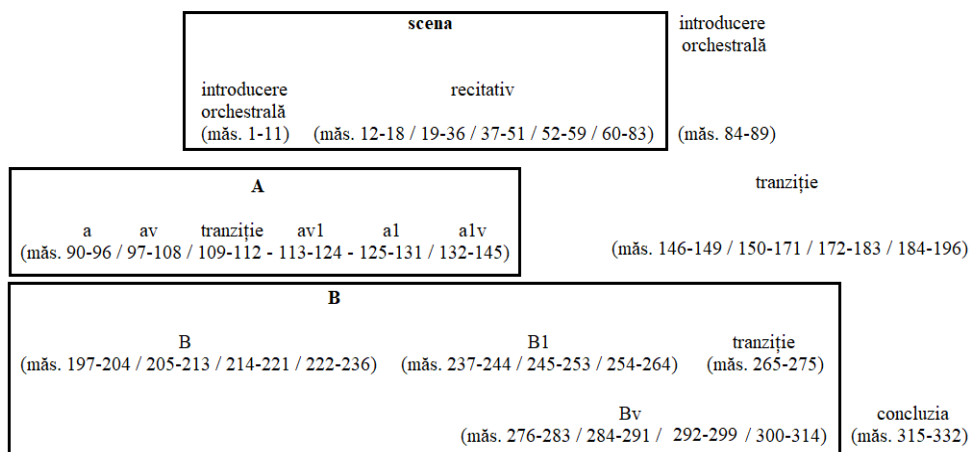 scena
introducere
orchestrală
introducere
orchestrală
recitativ
(măs. 1-11) (măs. 12-18 / 19-36 / 37-51 / 52-59 / 60-83) (măs. 84-89)
A
tranziție
a av tranziție av1 a1 a1v
(măs. 90-96 / 97-108 / 109-112 - 113-124 - 125-131 / 132-145)
(măs. 146-149 / 150-171 / 172-183 / 184-196)
B
B B1 tranziție
(măs. 197-204 / 205-213 / 214-221 / 222-236) (măs. 237-244 / 245-253 / 254-264) (măs. 265-275)
Bv concluzia
(măs. 276-283 / 284-291 / 292-299 / 300-314) (măs. 315-332)